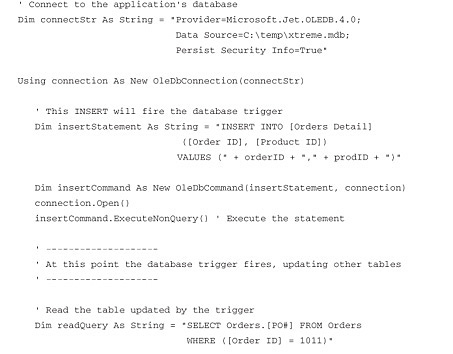 ' Connect to the application's database
Dim connectStr As String = "Provider=Microsoft.Jet.OLEDB.4.0;
Data Source=C:\temp\xtreme.mdb;
Persist Security Info=True"
Using connection As New OleDbConnection(connectStr)
' This INSERT will fire the database trigger
Dim insertStatement As String = "INSERT INTO [Orders Detail]
([Order ID], [Product ID])
VALUES (" + orderID + "," + prodID + ")"
Dim insertCommand As New OleDbCommand(insertStatement, connection)
connection.Open()
insertCommand.ExecuteNonQuery() ' Execute the statement
' -------------------
' At this point the database trigger fires, updating other tables
' -------------------
' Read the table updated by the trigger
Dim readQuery As String = "SELECT Orders.[PO#] FROM Orders
WHERE ([Order ID] = 1011)"